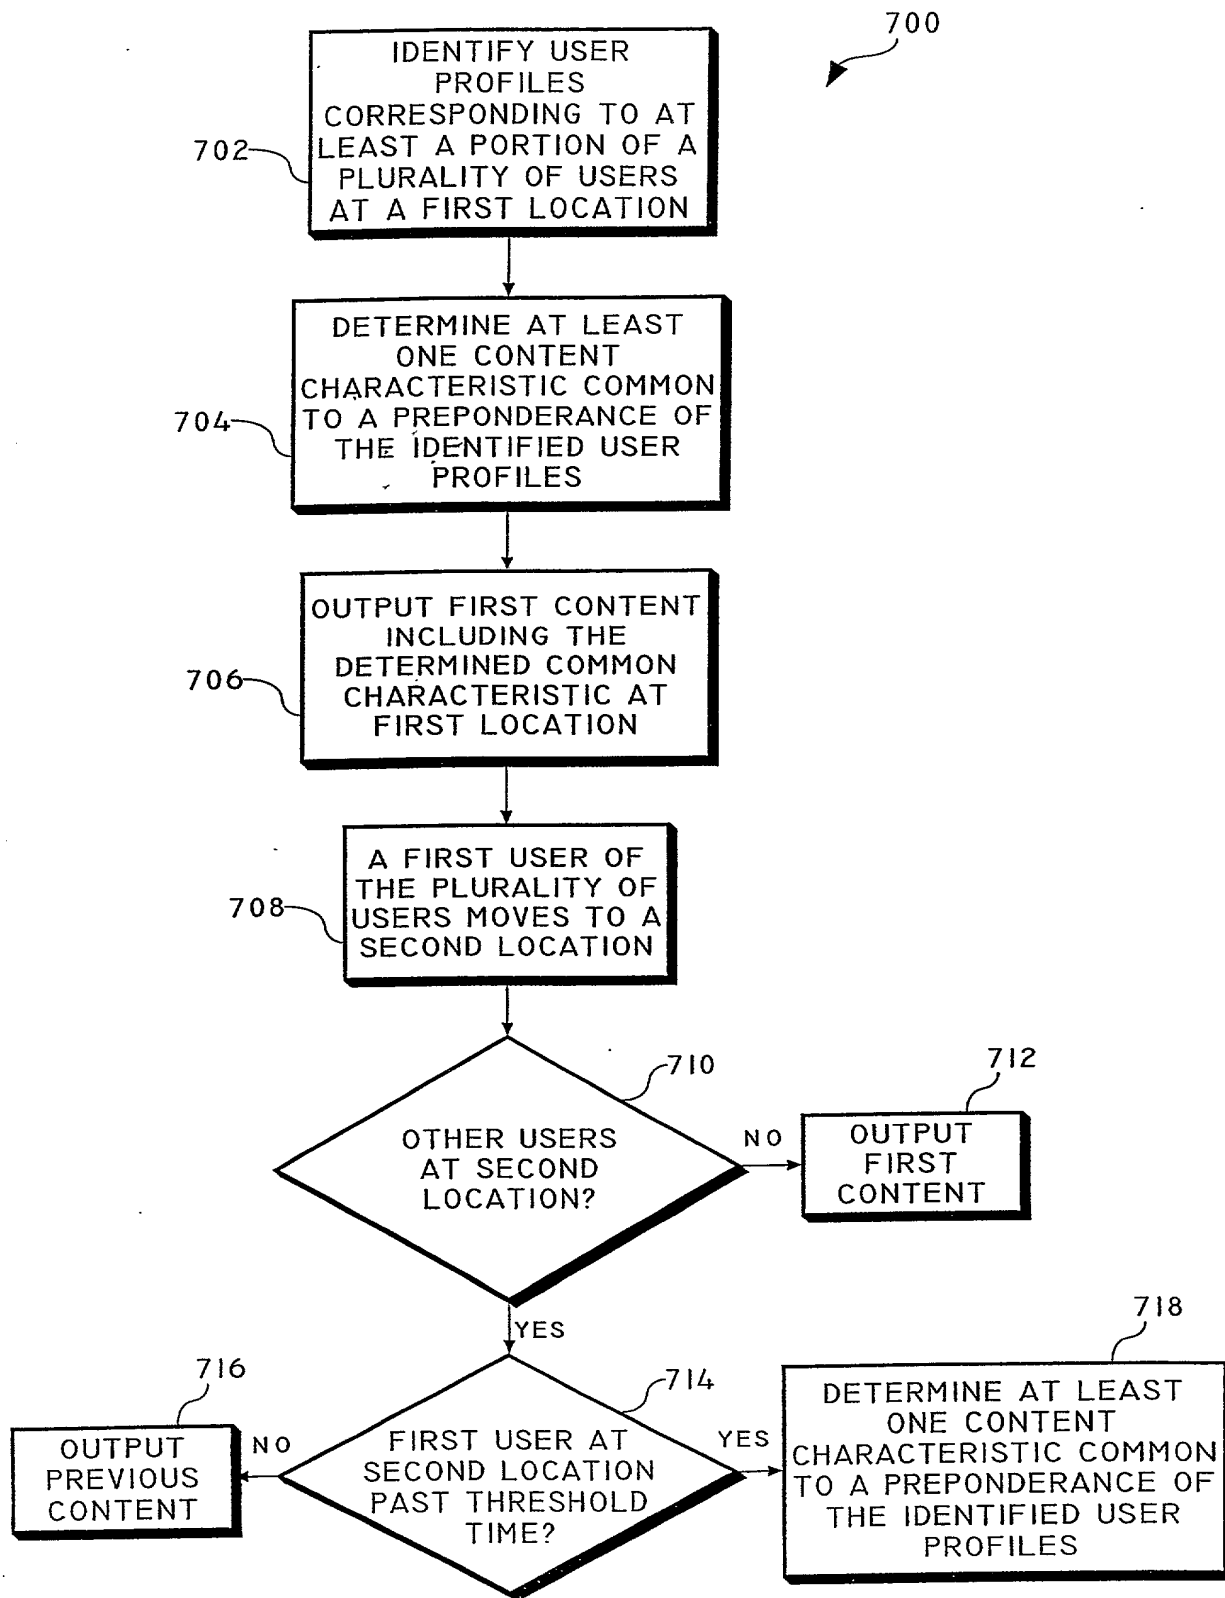 700
IDENTIFY USER
PROFILES
CORRESPONDING TO AT
LEAST A PORTION OF A
PLURALITY OF USERS
AT A FIRST LOCATION
702
DETERMINE AT LEAST
ONE CONTENT
CHARACTERISTIC COMMON
TO A PREPONDERANCE OF
THE IDENTIFIED USER
PROFILES
704
OUTPUT FIRST CONTENT
INCLUDING THE
DETERMINED COMMON
CHARACTERISTIC AT
FIRST LOCATION
706
A FIRST USER OF
THE PLURALITY OF
USERS MOVES TO A
SECOND LOCATION
708
710
OTHER USERS
AT SECOND
LOCATION?
NO
712
OUTPUT
FIRST
CONTENT
YES
714
FIRST USER AT
SECOND LOCATION
PAST THRESHOLD
TIME?
NO
716
OUTPUT
PREVIOUS
CONTENT
YES
718
DETERMINE AT LEAST
ONE CONTENT
CHARACTERISTIC COMMON
TO A PREPONDERANCE OF
THE IDENTIFIED USER
PROFILES